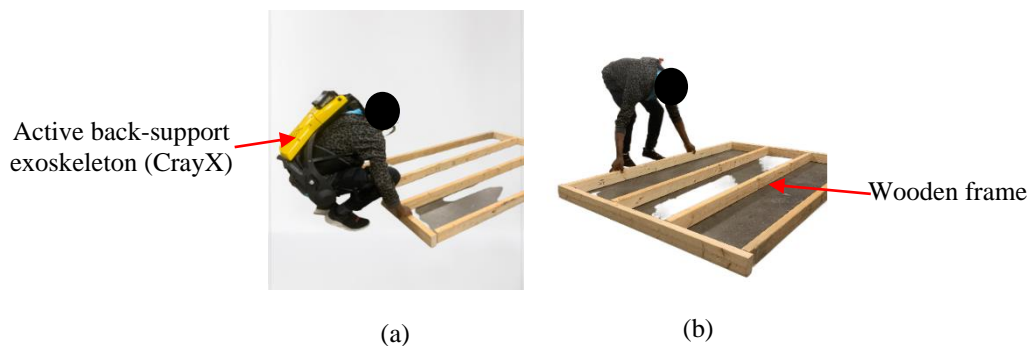 Active back-support
exoskeleton (CrayX)
Wooden frame
(a)
(b)